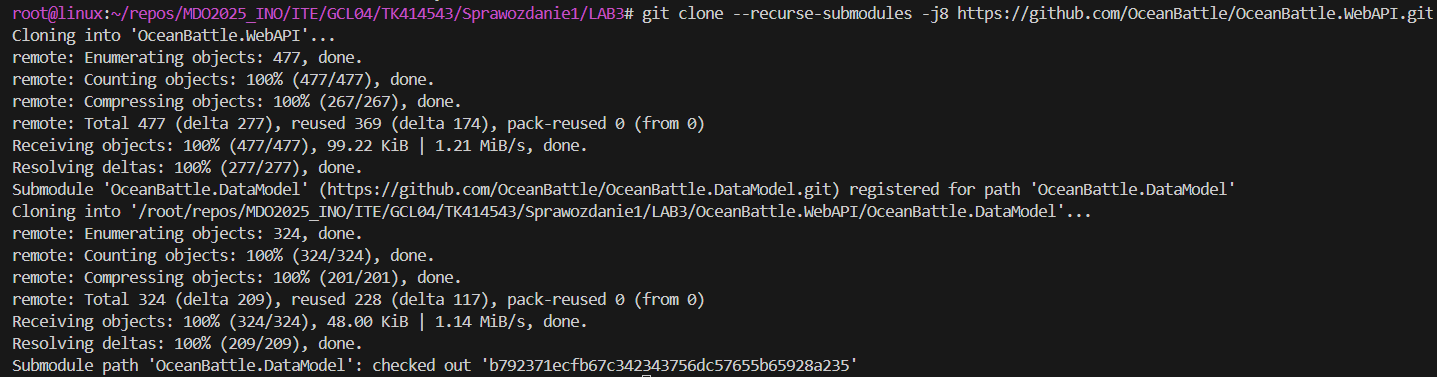 root@linux:~/repos/MDO2025_INO/ITE/GCL04/TK414543/Sprawozdanie1/LAB3# git clone --recurse-submodules -j8 https://github.com/OceanBattle/OceanBattle.WebAPI.git
Cloning into 'OceanBattle.WebAPI'...
remote: Enumerating objects: 477, done.
remote: Counting objects: 100% (477/477), done.
remote: Compressing objects: 100% (267/267), done.
remote: Total 477 (delta 277), reused 369 (delta 174), pack-reused 0 (from 0)
Receiving objects: 100% (477/477), 99.22 KiB | 1.21 MiB/s, done.
Resolving deltas: 100% (277/277), done.
Submodule 'OceanBattle.DataModel' (https://github.com/OceanBattle/OceanBattle.DataModel.git) registered for path 'OceanBattle.DataModel'
Cloning into '/root/repos/MDO2025_INO/ITE/GCL04/TK414543/Sprawozdanie1/LAB3/OceanBattle.WebAPI/OceanBattle.DataModel'...
remote: Enumerating objects: 324, done.
remote: Counting objects: 100% (324/324), done.
remote: Compressing objects: 100% (201/201), done.
remote: Total 324 (delta 209), reused 228 (delta 117), pack-reused 0 (from 0)
Receiving objects: 100% (324/324), 48.00 KiB | 1.14 MiB/s, done.
Resolving deltas: 100% (209/209), done.
Submodule path 'OceanBattle.DataModel': checked out 'b792371ecfb67c342343756dc57655b65928a235'